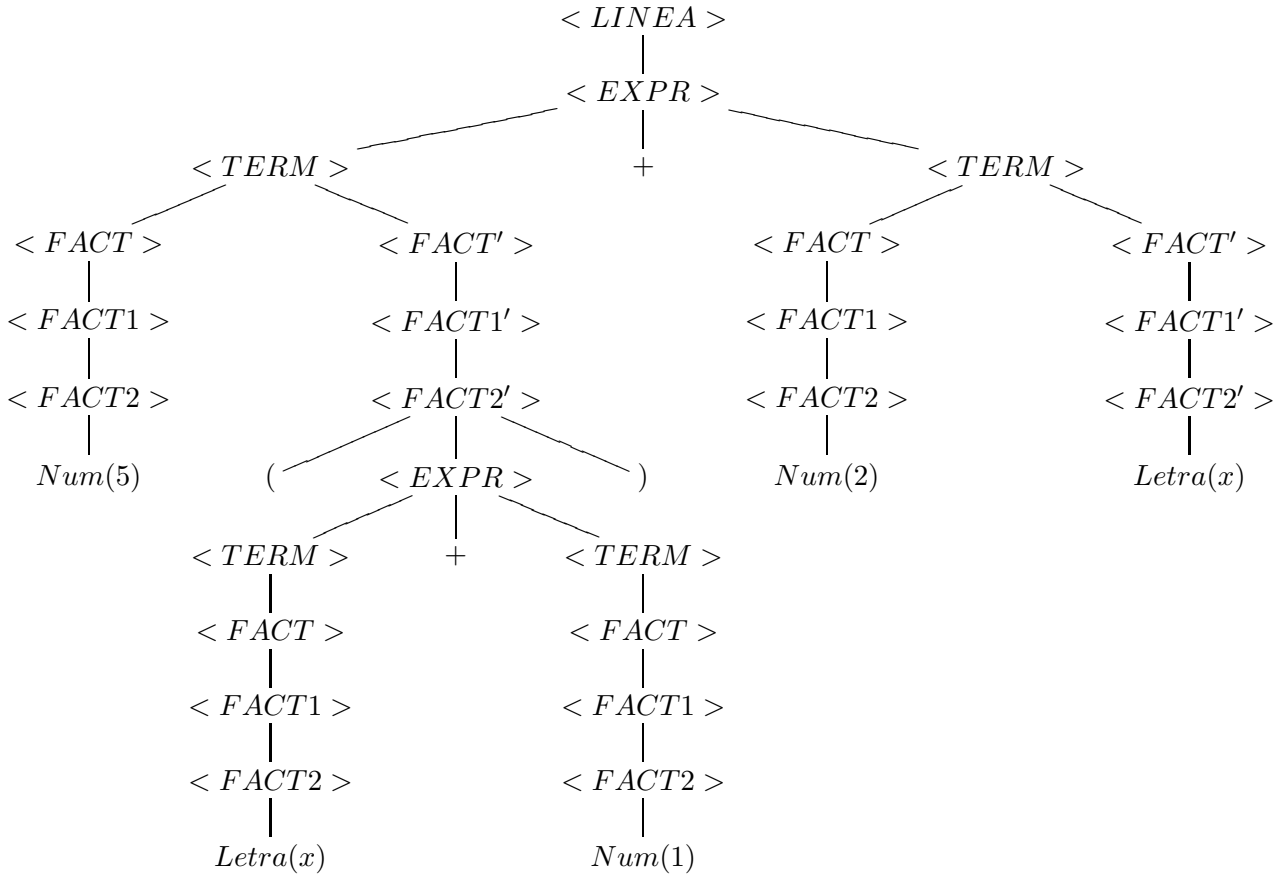 < LINEA >
< EXPR >
< TERM > + < TERM >
< FACT > < FACT′ > < FACT > < FACT′ >
< FACT1 > < FACT1′ > < FACT1 > < FACT1′ >
< FACT2 > < FACT2′ > < FACT2 > < FACT2′ >
Num(5) ( < EXPR > ) Num(2) Letra(x)
< TERM > + < TERM >
< FACT > < FACT >
< FACT1 > < FACT1 >
< FACT2 > < FACT2 >
Letra(x) Num(1)